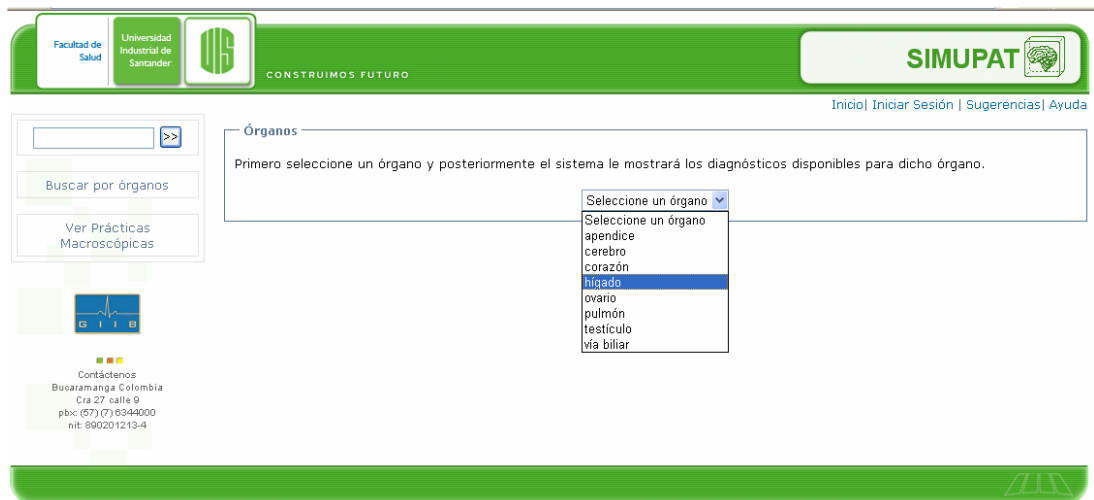 Facultad de
Salud
Universidad
Industrial de
Santander
UIS
CONSTRUIMOS FUTURO
SIMUPAT
Inicio| Iniciar Sesión | Sugerencias| Ayuda
>>
Buscar por órganos
Ver Prácticas
Macroscópicas
GIIB
Contáctenos
Bucaramanga Colombia
Cra 27 calle 9
pbx: (57) (7) 6344000
nit: 890201213-4
Órganos
Primero seleccione un órgano y posteriormente el sistema le mostrará los diagnósticos disponibles para dicho órgano.
Seleccione un órgano
Seleccione un órgano
apendice
cerebro
corazón
hígado
ovario
pulmón
testículo
vía biliar